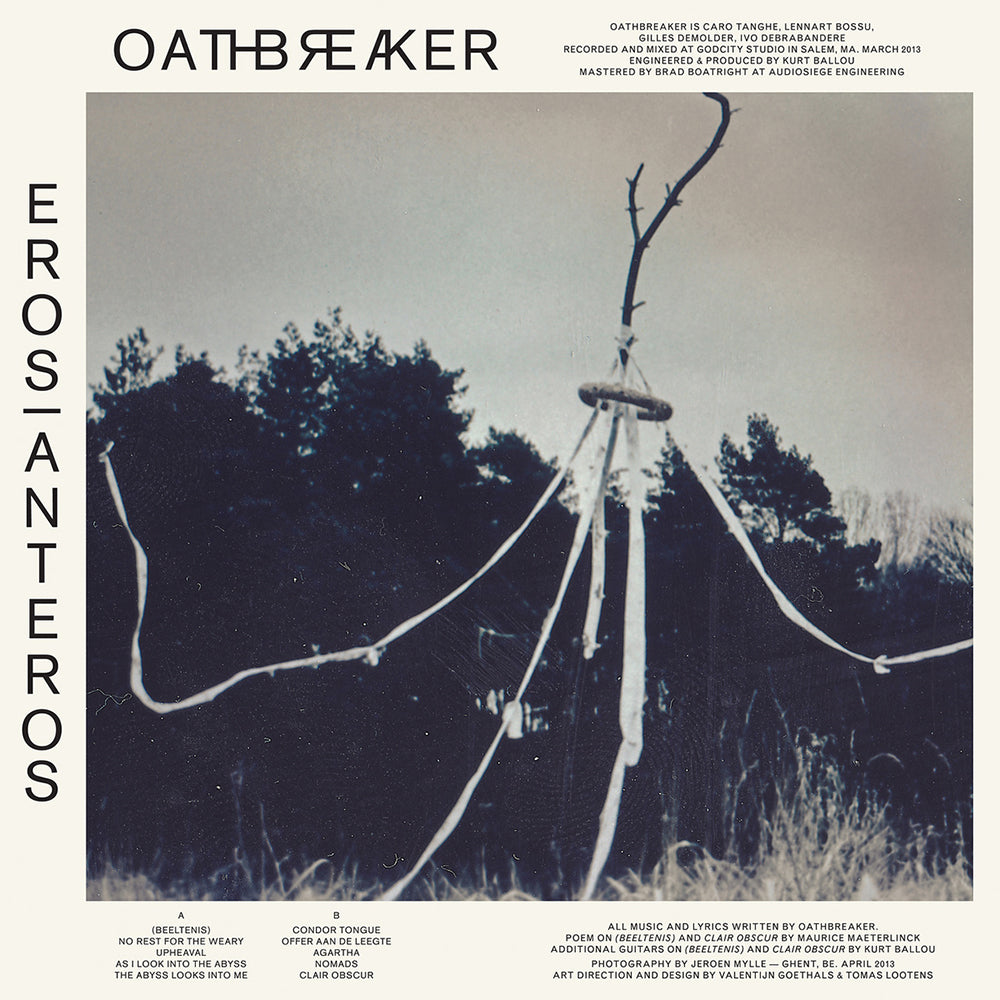 OATHBREAKER
OATHBREAKER IS CARO TANGHE, LENNART BOSSU,
GILLES DEMOLDER, IVO DEBRABANDERE
RECORDED AND MIXED AT GODCITY STUDIO IN SALEM, MA. MARCH 2013
ENGINEERED & PRODUCED BY KURT BALLOU
MASTERED BY BRAD BOATRIGHT AT AUDIOSIEGE ENGINEERING
EROS|ANTEROS
A
(BEELTENIS)
NO REST FOR THE WEARY
UPHEAVAL
AS I LOOK INTO THE ABYSS
THE ABYSS LOOKS INTO ME
B
CONDOR TONGUE
OFFER AAN DE LEEGTE
AGARTHA
NOMADS
CLAIR OBSCUR
ALL MUSIC AND LYRICS WRITTEN BY OATHBREAKER.
POEM ON (BEELTENIS) AND CLAIR OBSCUR BY MAURICE MAETERLINCK
ADDITIONAL GUITARS ON (BEELTENIS) AND CLAIR OBSCUR BY KURT BALLOU
PHOTOGRAPHY BY JEROEN MYLLE — GHENT, BE. APRIL 2013
ART DIRECTION AND DESIGN BY VALENTIJN GOETHALS & TOMAS LOOTENS